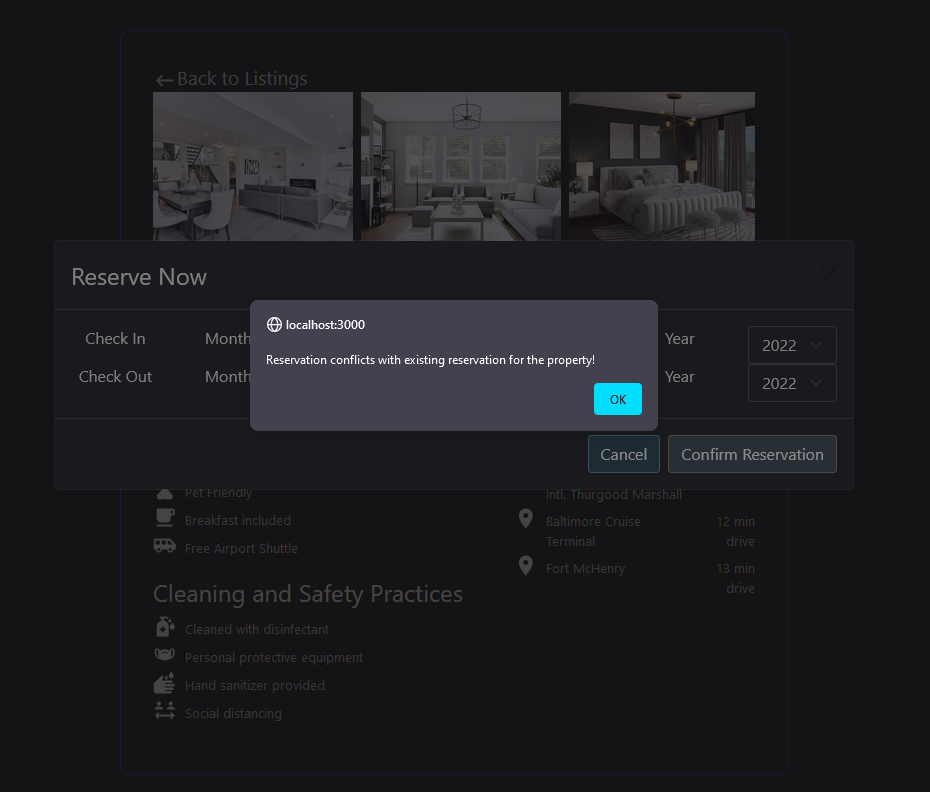 Back to Listings
Reserve Now
localhost:3000
Reservation conflicts with existing reservation for the property!
OK
Check In Month Year 2022
Check Out Month Year 2022
Cancel Confirm Reservation
Pet Friendly
Breakfast included
Free Airport Shuttle
Intl. Thurgood Marshall
Baltimore Cruise Terminal 12 min drive
Fort McHenry 13 min drive
Cleaning and Safety Practices
Cleaned with disinfectant
Personal protective equipment
Hand sanitizer provided
Social distancing